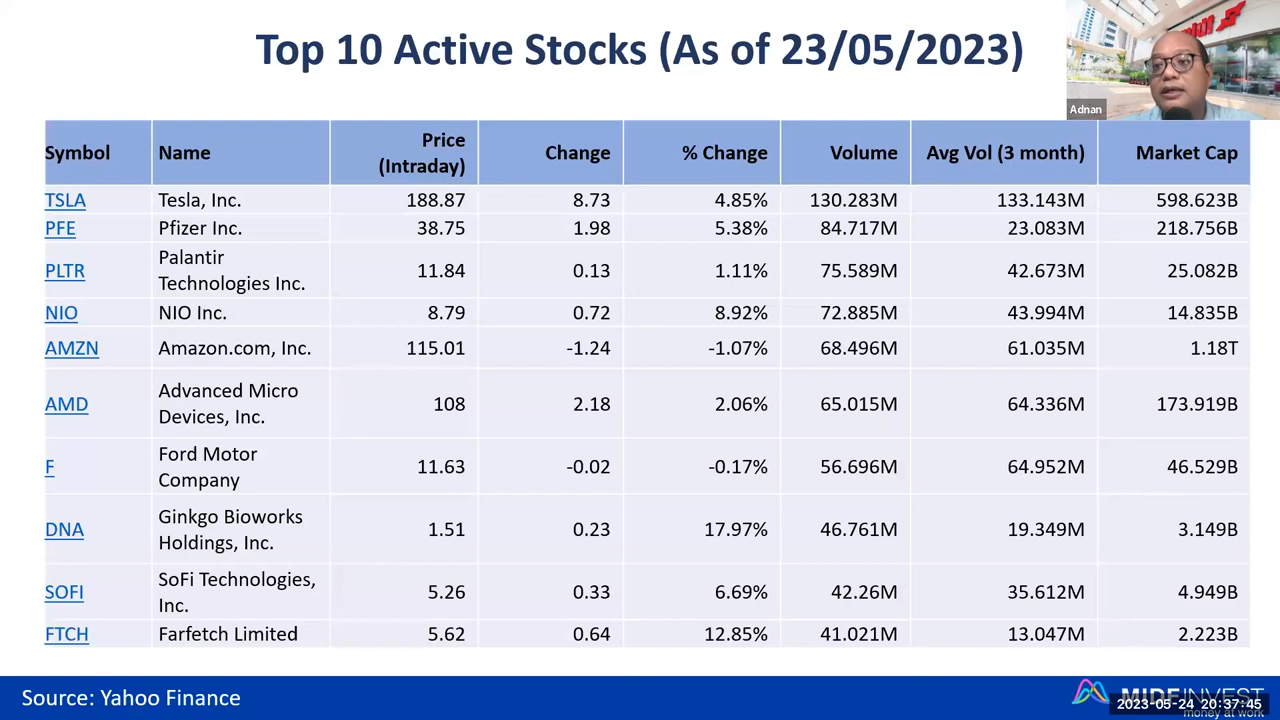 Top 10 Active Stocks (As of 23/05/2023)
Adnan
Symbol Name Price (Intraday) Change % Change Volume Avg Vol (3 month) Market Cap
TSLA Tesla, Inc. 188.87 8.73 4.85% 130.283M 133.143M 598.623B
PFE Pfizer Inc. 38.75 1.98 5.38% 84.717M 23.083M 218.756B
PLTR Palantir Technologies Inc. 11.84 0.13 1.11% 75.589M 42.673M 25.082B
NIO NIO Inc. 8.79 0.72 8.92% 72.885M 43.994M 14.835B
AMZN Amazon.com, Inc. 115.01 -1.24 -1.07% 68.496M 61.035M 1.18T
AMD Advanced Micro Devices, Inc. 108 2.18 2.06% 65.015M 64.336M 173.919B
F Ford Motor Company 11.63 -0.02 -0.17% 56.696M 64.952M 46.529B
DNA Ginkgo Bioworks Holdings, Inc. 1.51 0.23 17.97% 46.761M 19.349M 3.149B
SOFI SoFi Technologies, Inc. 5.26 0.33 6.69% 42.26M 35.612M 4.949B
FTCH Farfetch Limited 5.62 0.64 12.85% 41.021M 13.047M 2.223B
Source: Yahoo Finance
MIDFINVEST
2023-05-24 20:37:45
money at work